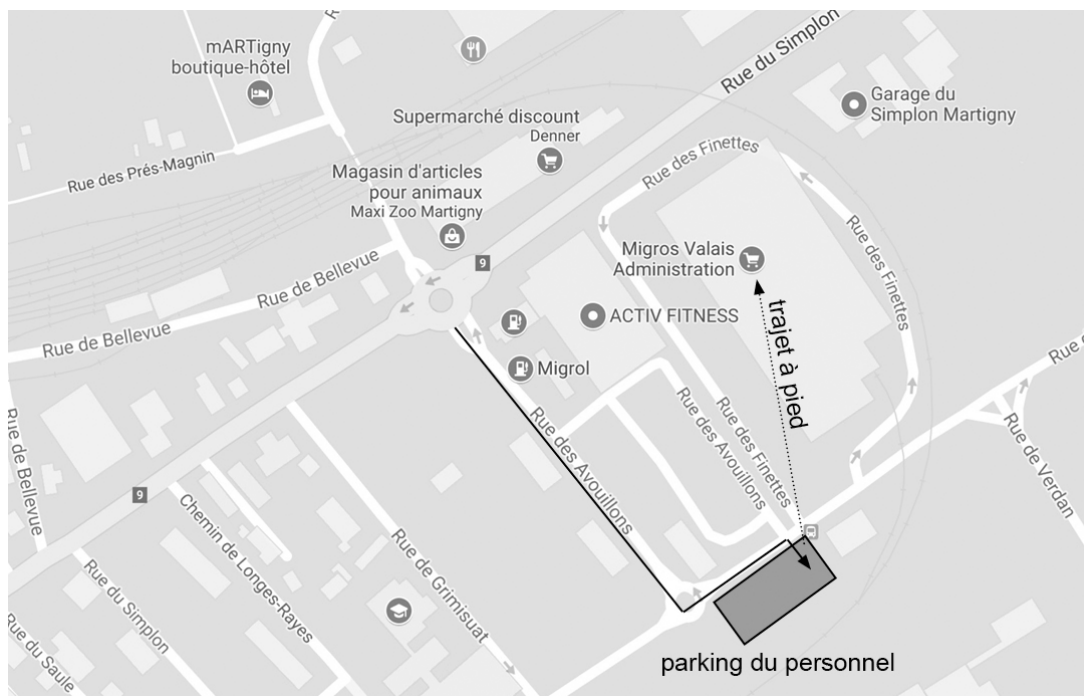 mARTigny
boutique-hôtel
Rue du Simplon
Garage du
Simplon Martigny
Supermarché discount
Denner
Rue des Finettes
Rue des Prés-Magnin
Magasin d'articles
pour animaux
Maxi Zoo Martigny
Rue des Finettes
9
Migros Valais
Administration
Rue de Bellevue
Rue de Bellevue
ACTIV FITNESS
trajet à pied
Migrol
Rue de Bellevue
Rue des Avouillons
Rue des Avouillons
Rue des Finettes
Rue de Verdan
9
Chemin de Longes-Rayes
Rue de Grimisuat
Rue du Simplon
Rue du Saule
parking du personnel